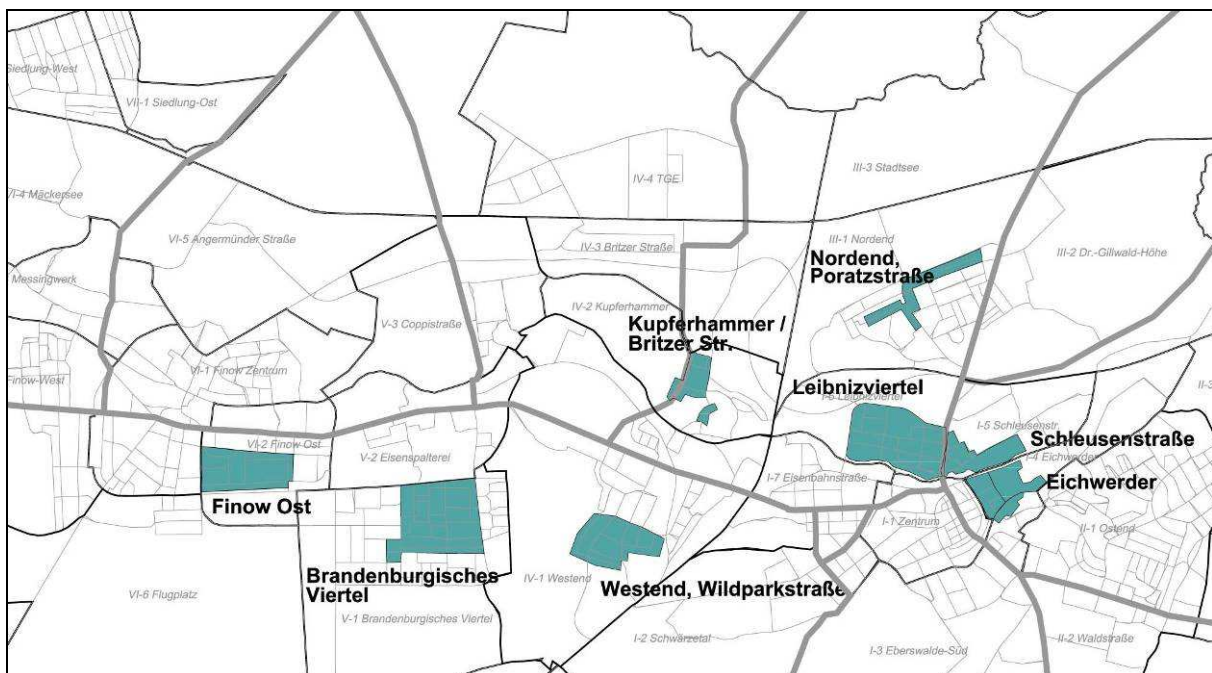 Siedlung-West
VII-1 Siedlung-Ost
IV-4 TGE
III-3 Stadtsee
VI-4 Mäckersee
VI-5 Angermünder Straße
IV-3 Britzer Straße
III-1 Nordend
III-2 Dr.-Gillwald-Höhe
Nordend,
Poratzstraße
Messingwerk
IV-2 Kupferhammer
V-3 Coppistraße
Kupferhammer /
Britzer Str.
VI-1 Finow Zentrum
Finow-West
Leibnizviertel
I-6 Leibnizviertel
II-3
I-5 Schleusenstr.
Schleusenstraße
VI-2 Finow Ost
V-2 Eisenspalterei
I-4 Eichwerder
I-7 Eisenbahnstraße
Eichwerder
Finow Ost
I-1 Zentrum
II-1 Ostend
Brandenburgisches
Viertel
IV-1 Westend
Westend, Wildparkstraße
VI-6 Flugplatz
V-1 Brandenburgisches Viertel
I-2 Schwärzetal
II-2 Waldstraße
I-3 Eberswalde-Süd